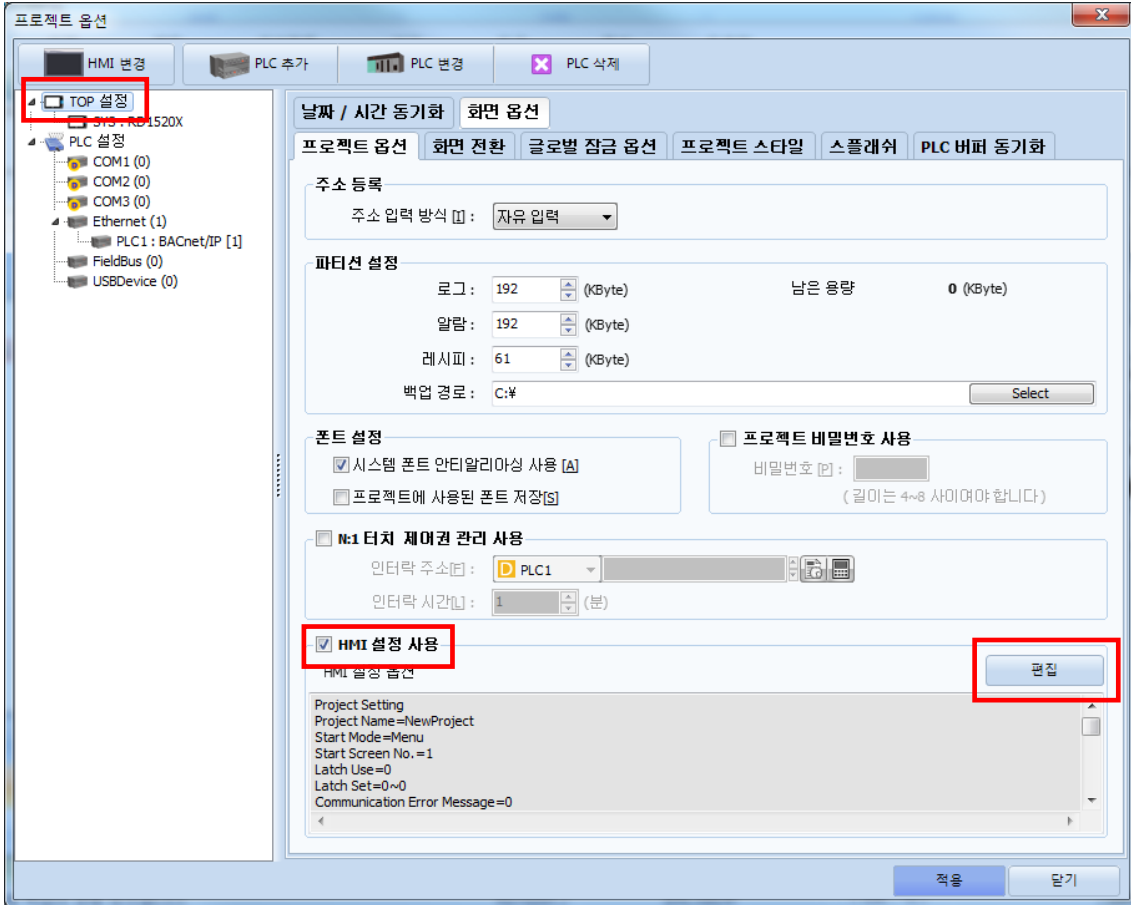 프로젝트 옵션
HMI 변경
PLC 추가
PLC 변경
PLC 삭제
TOP 설정
SYS : RD1520X
PLC 설정
COM1 (0)
COM2 (0)
COM3 (0)
Ethernet (1)
PLC1 : BACnet/IP [1]
FieldBus (0)
USBDevice (0)
날짜 / 시간 동기화
화면 옵션
프로젝트 옵션
화면 전환
글로벌 잠금 옵션
프로젝트 스타일
스플래쉬
PLC 버퍼 동기화
주소 등록
주소 입력 방식 [I] : 자유 입력
파티션 설정
로그 : 192 (KByte) 남은 용량 0 (KByte)
알람 : 192 (KByte)
레시피 : 61 (KByte)
백업 경로 : C:₩ Select
폰트 설정
시스템 폰트 안티알리아싱 사용 [A]
프로젝트에 사용된 폰트 저장[S]
프로젝트 비밀번호 사용
비밀번호 [P] :
( 길이는 4~8 사이여야 합니다 )
N:1 터치 제어권 관리 사용
인터락 주소[F] : D PLC1
인터락 시간[L] : 1 (분)
HMI 설정 사용
HMI 설정 옵션
편집
Project Setting
Project Name=NewProject
Start Mode=Menu
Start Screen No.=1
Latch Use=0
Latch Set=0~0
Communication Error Message=0
적용
닫기